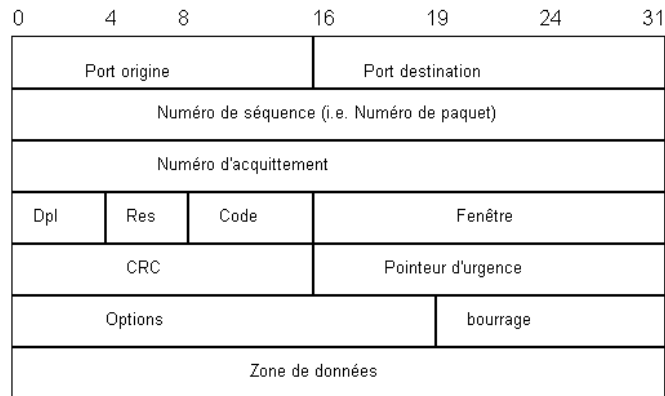 0 4 8 16 19 24 31
Port origine Port destination
Numéro de séquence (i.e. Numéro de paquet)
Numéro d'acquittement
Dpl Res Code Fenêtre
CRC Pointeur d'urgence
Options bourrage
Zone de données